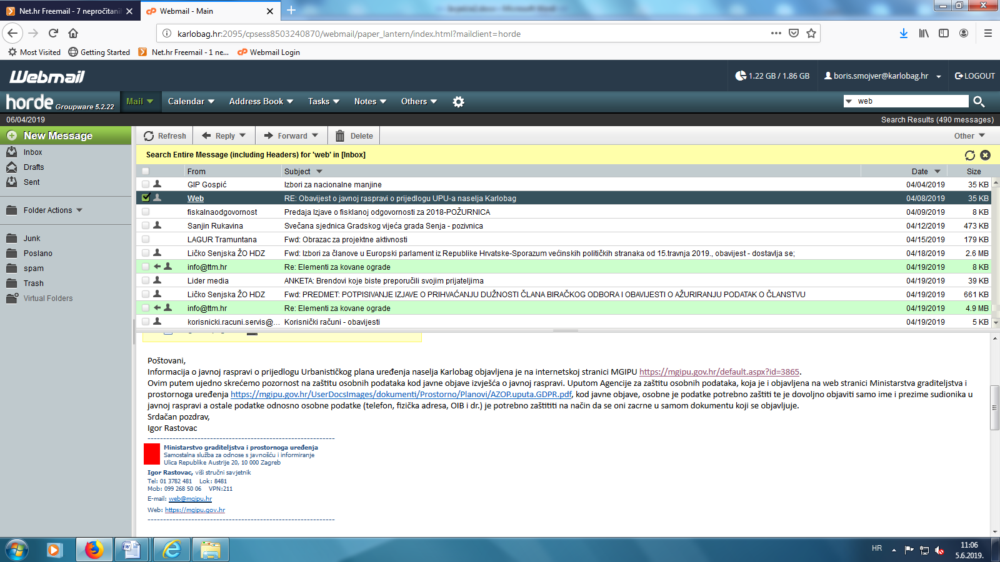 Net.hr Freemail - 7 nepročitani
Webmail - Main
karlobag.hr:2095/cpsess8503240870/webmail/paper_lantern/index.html?mailclient=horde
Most Visited Getting Started Net.hr Freemail - 1 ne... Webmail Login
Webmail
1.22 GB / 1.86 GB boris.smojver@karlobag.hr LOGOUT
horde Groupware 5.2.22 Mail Calendar Address Book Tasks Notes Others web
06/04/2019 Search Results (490 messages)
New Message Refresh Reply Forward Delete Other
Inbox
Drafts
Sent
Folder Actions
Junk
Poslano
spam
Trash
Virtual Folders
Search Entire Message (including Headers) for 'web' in [Inbox]
From Subject Date Size
GIP Gospić Izbori za nacionalne manjine 04/04/2019 35 KB
Web RE: Obavijest o javnoj raspravi o prijedlogu UPU-a naselja Karlobag 04/08/2019 35 KB
fiskalnaodgovornost Predaja Izjave o fisklanoj odgovornosti za 2018-POŽURNICA 04/09/2019 8 KB
Sanjin Rukavina Svečana sjednica Gradskog vijeća grada Senja - pozivnica 04/12/2019 473 KB
LAGUR Tramuntana Fwd: Obrazac za projektne aktivnosti 04/15/2019 179 KB
Ličko Senjska ŽO HDZ Fwd: Izbori za članove u Europski parlament iz Republike Hrvatske-Sporazum većinskih političkih stranaka od 15.travnja 2019., obavijest - dostavlja se; 04/18/2019 2.6 MB
info@ttm.hr Re: Elementi za kovane ograde 04/19/2019 8 KB
Lider media ANKETA: Brendovi koje biste preporučili svojim prijateljima 04/19/2019 39 KB
Ličko Senjska ŽO HDZ Fwd: PREDMET: POTPISIVANJE IZJAVE O PRIHVAĆANJU DUŽNOSTI ČLANA BIRAČKOG ODBORA I OBAVIJESTI O AŽURIRANJU PODATAK O ČLANSTVU 04/19/2019 661 KB
info@ttm.hr Re: Elementi za kovane ograde 04/19/2019 4.9 MB
korisnicki.racuni.servis@... Korisnički računi - obavijesti 04/19/2019 5 KB
Poštovani,
Informacija o javnoj raspravi o prijedlogu Urbanističkog plana uređenja naselja Karlobag objavljena je na internetskoj stranici MGIPU https://mgipu.gov.hr/default.aspx?id=3865.
Ovim putem ujedno skrećemo pozornost na zaštitu osobnih podataka kod javne objave izvješća o javnoj raspravi. Uputom Agencije za zaštitu osobnih podataka, koja je i objavljena na web stranici Ministarstva graditeljstva i
prostornoga uređenja https://mgipu.gov.hr/UserDocsImages/dokumenti/Prostorno/Planovi/AZOP.uputa.GDPR.pdf, kod javne objave, osobne je podatke potrebno zaštiti te je dovoljno objaviti samo ime i prezime sudionika u
javnoj raspravi a ostale podatke odnosno osobne podatke (telefon, fizička adresa, OIB i dr.) je potrebno zaštititi na način da se oni zacrne u samom dokumentu koji se objavljuje.
Srdačan pozdrav,
Igor Rastovac
------------------------------------------------------------
Ministarstvo graditeljstva i prostornoga uređenja
Samostalna služba za odnose s javnošću i informiranje
Ulica Republike Austrije 20, 10 000 Zagreb
Igor Rastovac, viši stručni savjetnik
Tel: 01 3782 481 Lok: 8481
Mob: 099 268 50 06 VPN:211
E-mail: web@mgipu.hr
Web: https://mgipu.gov.hr
------------------------------------------------------------
HR 11:06
5.6.2019.